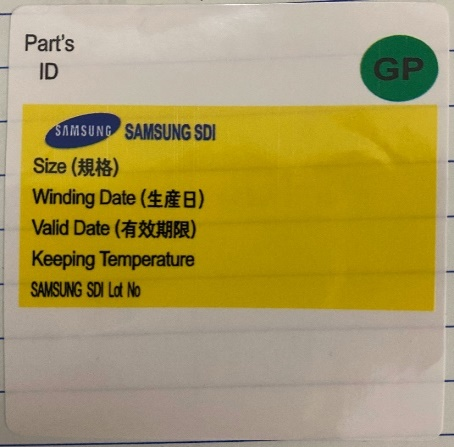 Part's
ID
GP
SAMSUNG SAMSUNG SDI
Size (規格)
Winding Date (生産日)
Valid Date (有效期限)
Keeping Temperature
SAMSUNG SDI Lot No